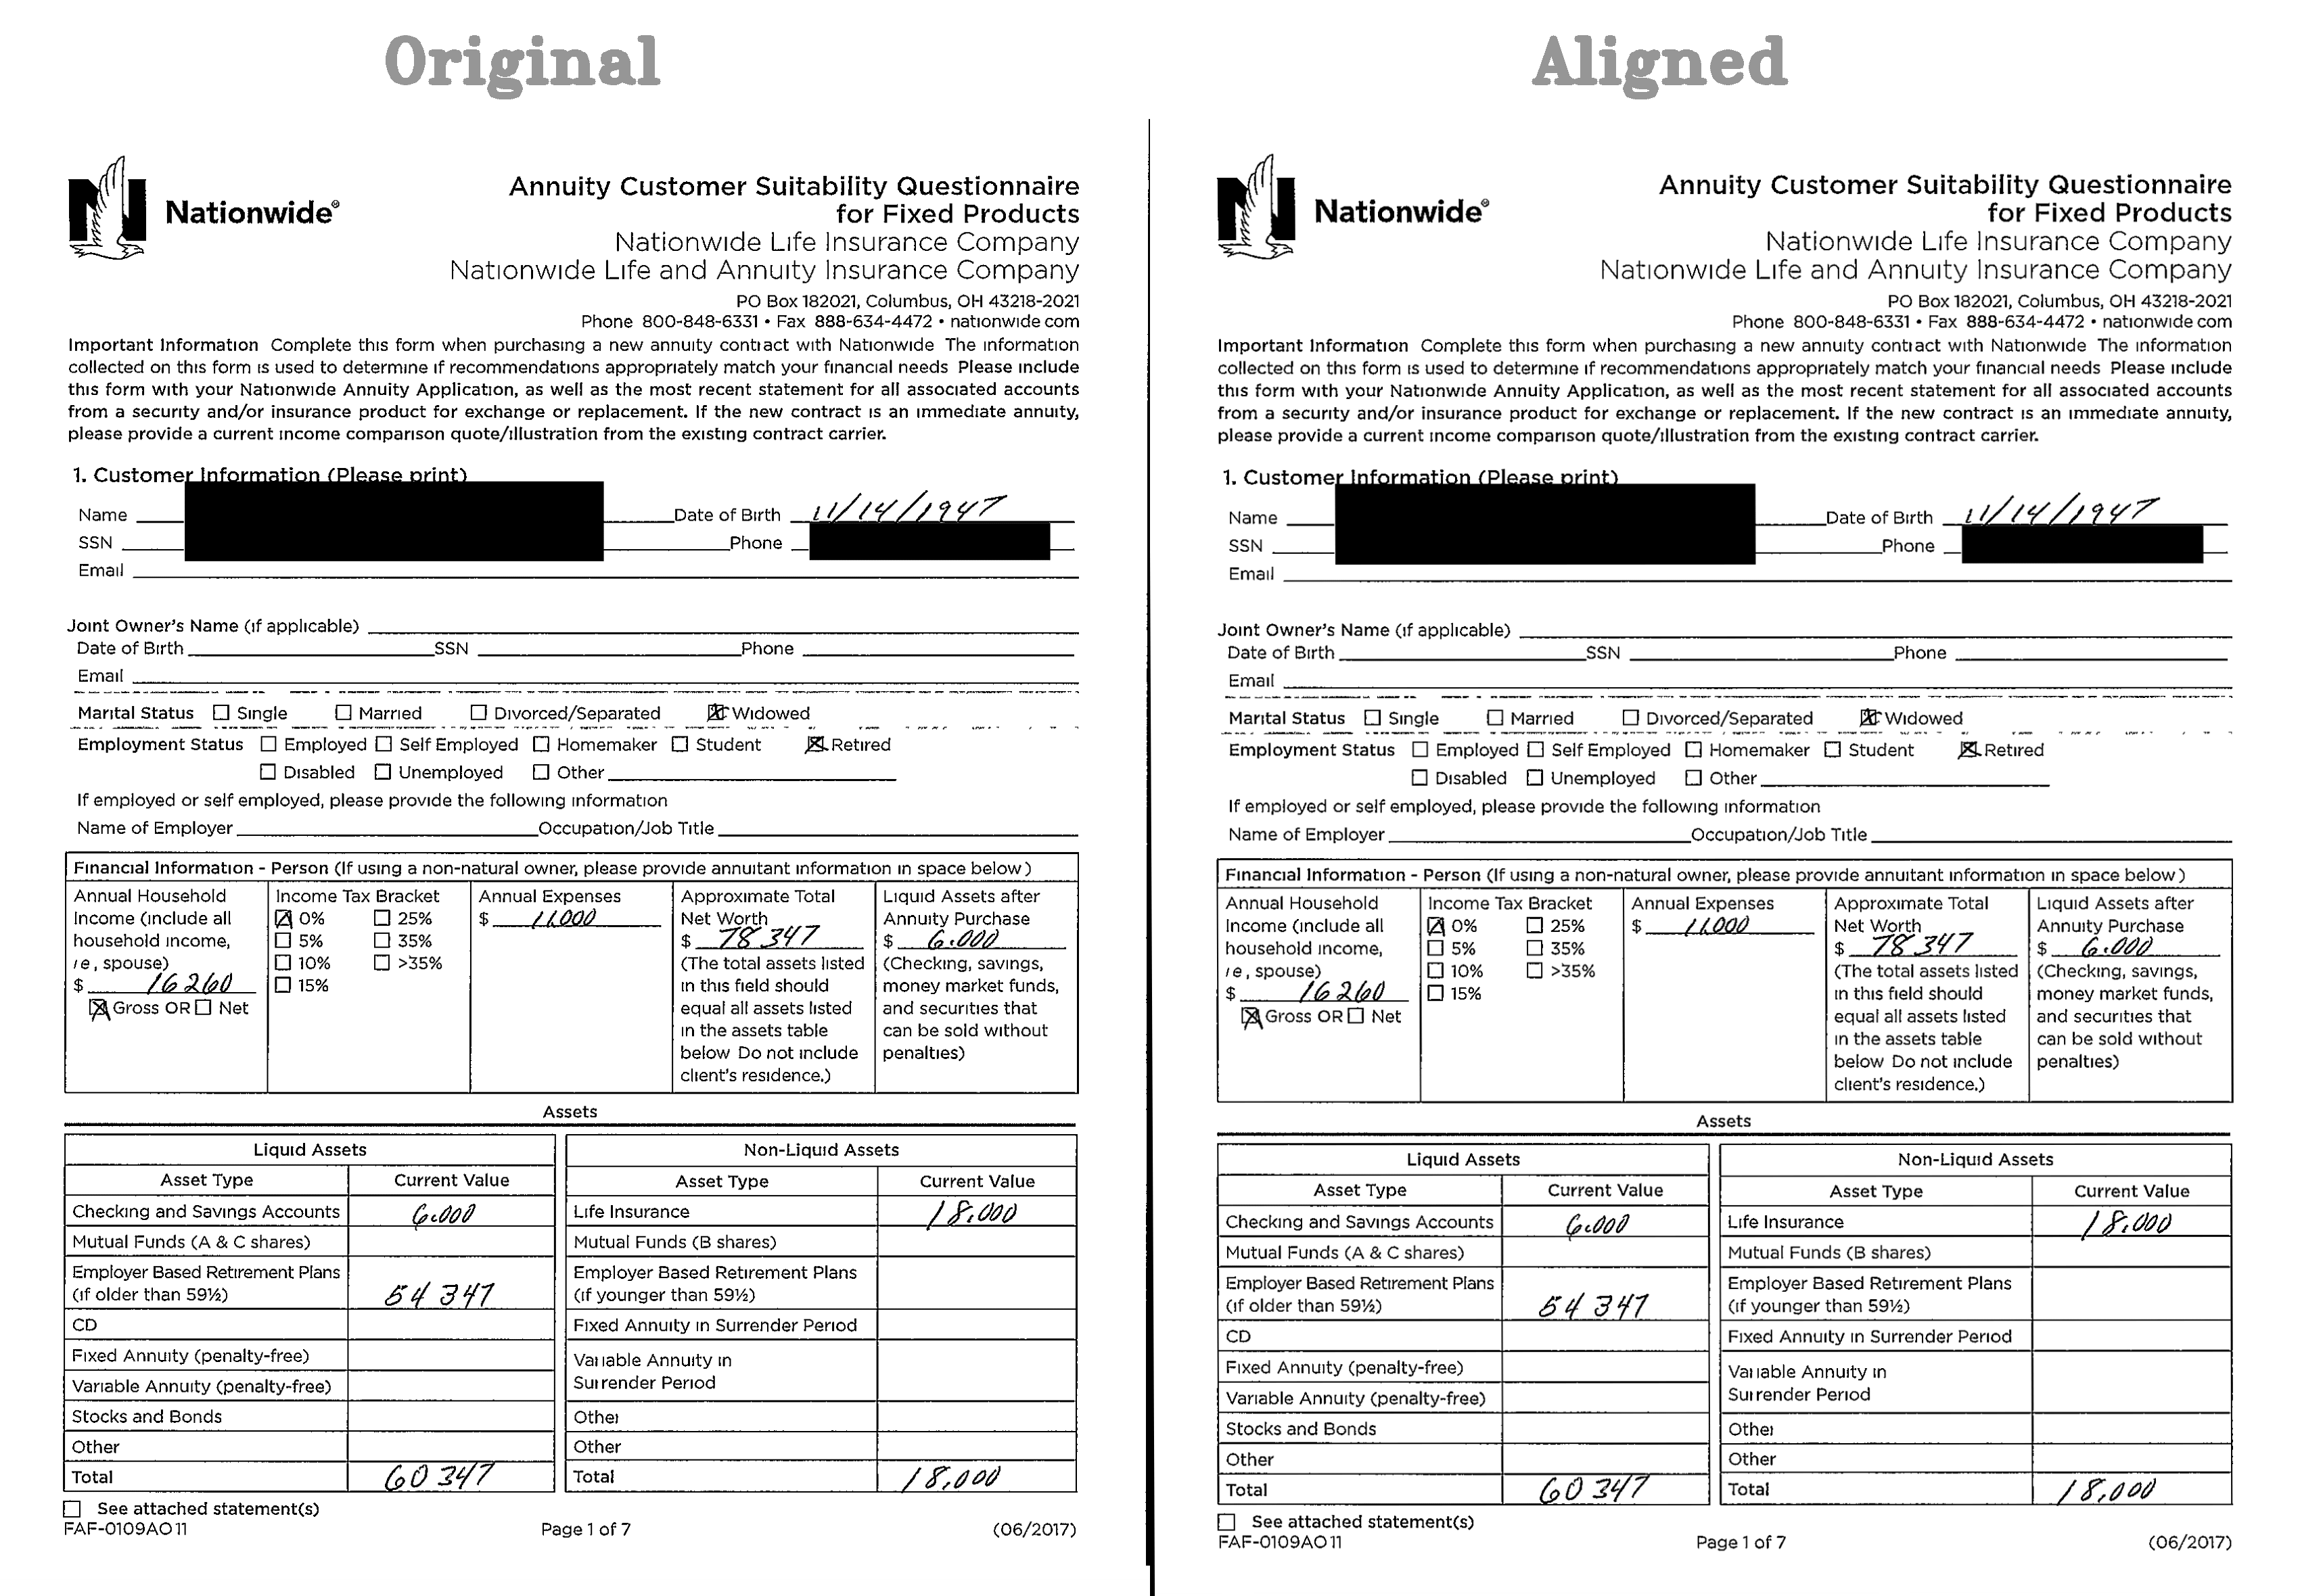 Original
Nationwide®
Annuity Customer Suitability Questionnaire
for Fixed Products
Nationwide Life Insurance Company
Nationwide Life and Annuity Insurance Company
PO Box 182021, Columbus, OH 43218-2021
Phone 800-848-6331 • Fax 888-634-4472 • nationwide com
Important Information Complete this form when purchasing a new annuity contract with Nationwide The information
collected on this form is used to determine if recommendations appropriately match your financial needs Please include
this form with your Nationwide Annuity Application, as well as the most recent statement for all associated accounts
from a security and/or insurance product for exchange or replacement. If the new contract is an immediate annuity,
please provide a current income comparison quote/illustration from the existing contract carrier.
1. Customer Information (Please print)
Name Date of Birth 11/14/1947
SSN Phone
Email
Joint Owner's Name (if applicable)
Date of Birth SSN Phone
Email
Marital Status Single Married Divorced/Separated Widowed
Employment Status Employed Self Employed Homemaker Student Retired
Disabled Unemployed Other
If employed or self employed, please provide the following information
Name of Employer Occupation/Job Title
Financial Information - Person (If using a non-natural owner, please provide annuitant information in space below)
Annual Household
Income (include all
household income,
ie, spouse)
$ 16260
Gross OR Net
Income Tax Bracket
0% 25%
5% 35%
10% >35%
15%
Annual Expenses
$ 11000
Approximate Total
Net Worth
$ 78347
(The total assets listed
in this field should
equal all assets listed
in the assets table
below Do not include
client's residence.)
Liquid Assets after
Annuity Purchase
$ 6.000
(Checking, savings,
money market funds,
and securities that
can be sold without
penalties)
Assets
Liquid Assets
Asset Type Current Value
Checking and Savings Accounts 6.000
Mutual Funds (A & C shares)
Employer Based Retirement Plans
(if older than 59½) 54 347
CD
Fixed Annuity (penalty-free)
Variable Annuity (penalty-free)
Stocks and Bonds
Other
Total 60 347
Non-Liquid Assets
Asset Type Current Value
Life Insurance 18.000
Mutual Funds (B shares)
Employer Based Retirement Plans
(if younger than 59½)
Fixed Annuity in Surrender Period
Variable Annuity in
Surrender Period
Other
Other
Total 18,000
See attached statement(s)
FAF-0109AO 11 Page 1 of 7 (06/2017)
Aligned
Nationwide®
Annuity Customer Suitability Questionnaire
for Fixed Products
Nationwide Life Insurance Company
Nationwide Life and Annuity Insurance Company
PO Box 182021, Columbus, OH 43218-2021
Phone 800-848-6331 • Fax 888-634-4472 • nationwide com
Important Information Complete this form when purchasing a new annuity contract with Nationwide The information
collected on this form is used to determine if recommendations appropriately match your financial needs Please include
this form with your Nationwide Annuity Application, as well as the most recent statement for all associated accounts
from a security and/or insurance product for exchange or replacement. If the new contract is an immediate annuity,
please provide a current income comparison quote/illustration from the existing contract carrier.
1. Customer Information (Please print)
Name Date of Birth 11/14/1947
SSN Phone
Email
Joint Owner's Name (if applicable)
Date of Birth SSN Phone
Email
Marital Status Single Married Divorced/Separated Widowed
Employment Status Employed Self Employed Homemaker Student Retired
Disabled Unemployed Other
If employed or self employed, please provide the following information
Name of Employer Occupation/Job Title
Financial Information - Person (If using a non-natural owner, please provide annuitant information in space below)
Annual Household
Income (include all
household income,
ie, spouse)
$ 16260
Gross OR Net
Income Tax Bracket
0% 25%
5% 35%
10% >35%
15%
Annual Expenses
$ 11000
Approximate Total
Net Worth
$ 78347
(The total assets listed
in this field should
equal all assets listed
in the assets table
below Do not include
client's residence.)
Liquid Assets after
Annuity Purchase
$ 6.000
(Checking, savings,
money market funds,
and securities that
can be sold without
penalties)
Assets
Liquid Assets
Asset Type Current Value
Checking and Savings Accounts 6.000
Mutual Funds (A & C shares)
Employer Based Retirement Plans
(if older than 59½) 54 347
CD
Fixed Annuity (penalty-free)
Variable Annuity (penalty-free)
Stocks and Bonds
Other
Total 60 347
Non-Liquid Assets
Asset Type Current Value
Life Insurance 18.000
Mutual Funds (B shares)
Employer Based Retirement Plans
(if younger than 59½)
Fixed Annuity in Surrender Period
Variable Annuity in
Surrender Period
Other
Other
Total 18,000
See attached statement(s)
FAF-0109AO 11 Page 1 of 7 (06/2017)